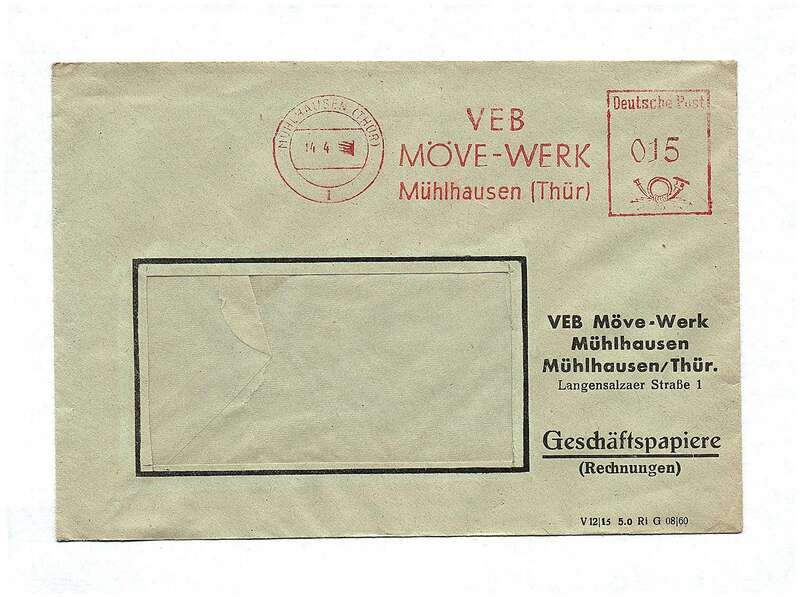 MÜHLHAUSEN (THÜR)
14.4
1
VEB
MÖVE-WERK
Mühlhausen (Thür)
Deutsche Post
015
VEB Möve-Werk
Mühlhausen
Mühlhausen/Thür.
Langensalzaer Straße 1
Geschäftspapiere
(Rechnungen)
V 12|15 5.0 Ri G 08|60